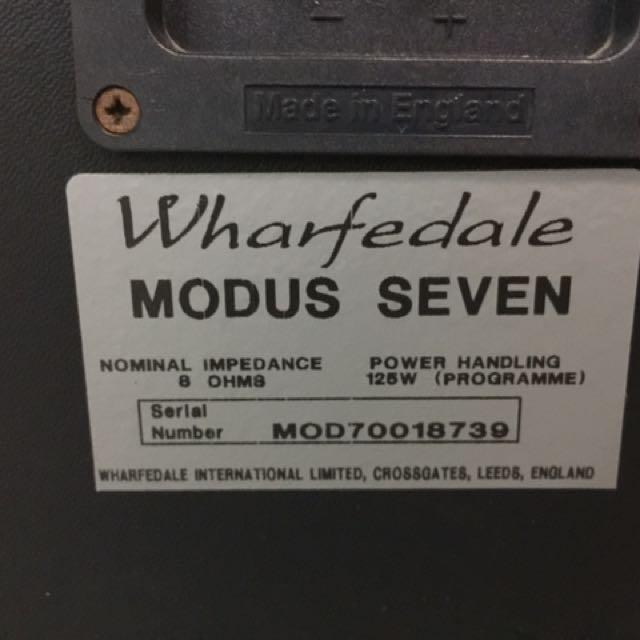 − +
Made in England
Wharfedale
MODUS SEVEN
NOMINAL IMPEDANCE POWER HANDLING
8 OHMS 125W (PROGRAMME)
Serial
Number MOD70018739
WHARFEDALE INTERNATIONAL LIMITED, CROSSGATES, LEEDS, ENGLAND